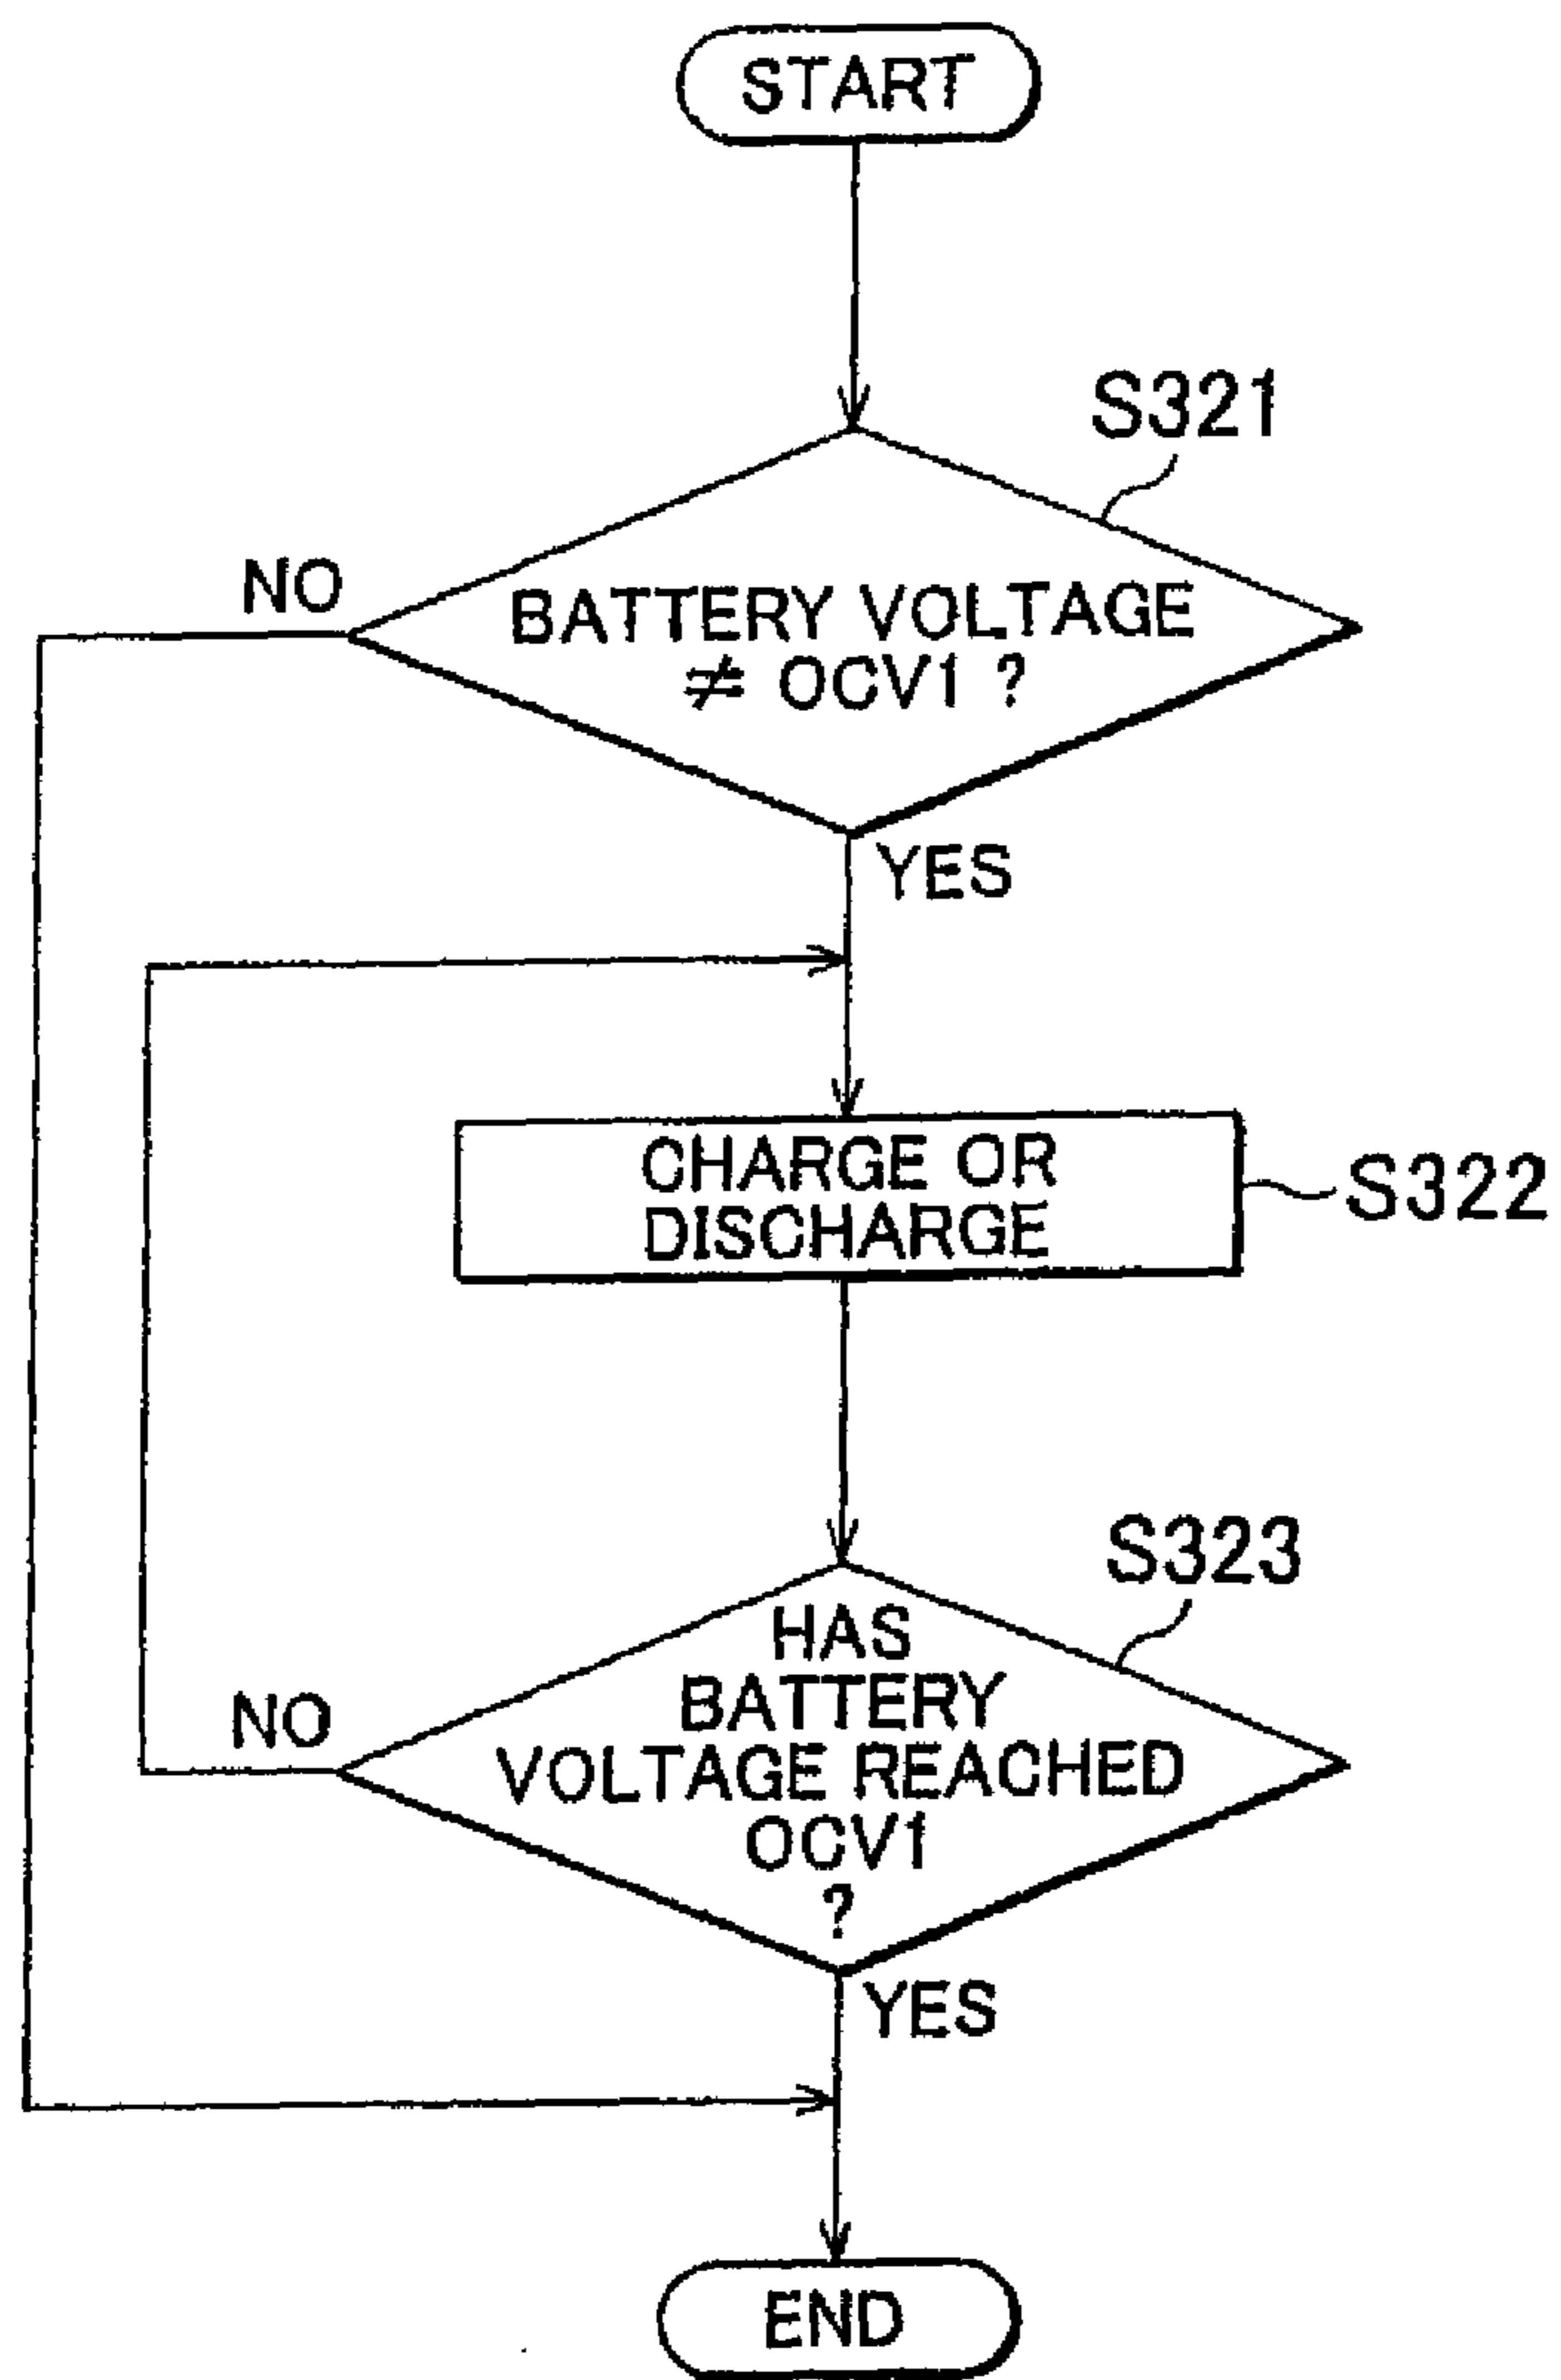 START
S321
NO
BATTERY VOLTAGE
≠ OCV1 ?
YES
CHARGE OR
DISCHARGE
S322
S323
HAS
BATTERY
VOLTAGE REACHED
OCV1
?
NO
YES
END